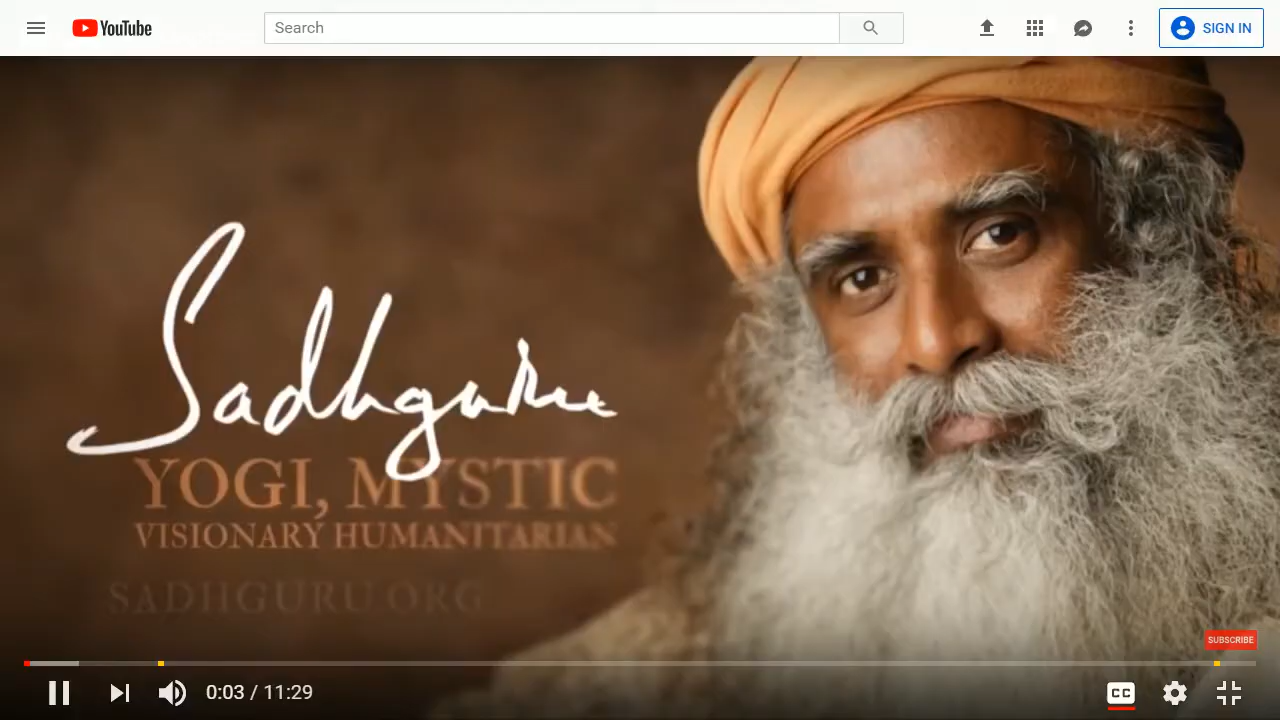 YouTube
Search
SIGN IN
Sadhguru
YOGI, MYSTIC
VISIONARY HUMANITARIAN
SADHGURU.ORG
SUBSCRIBE
0:03 / 11:29
CC